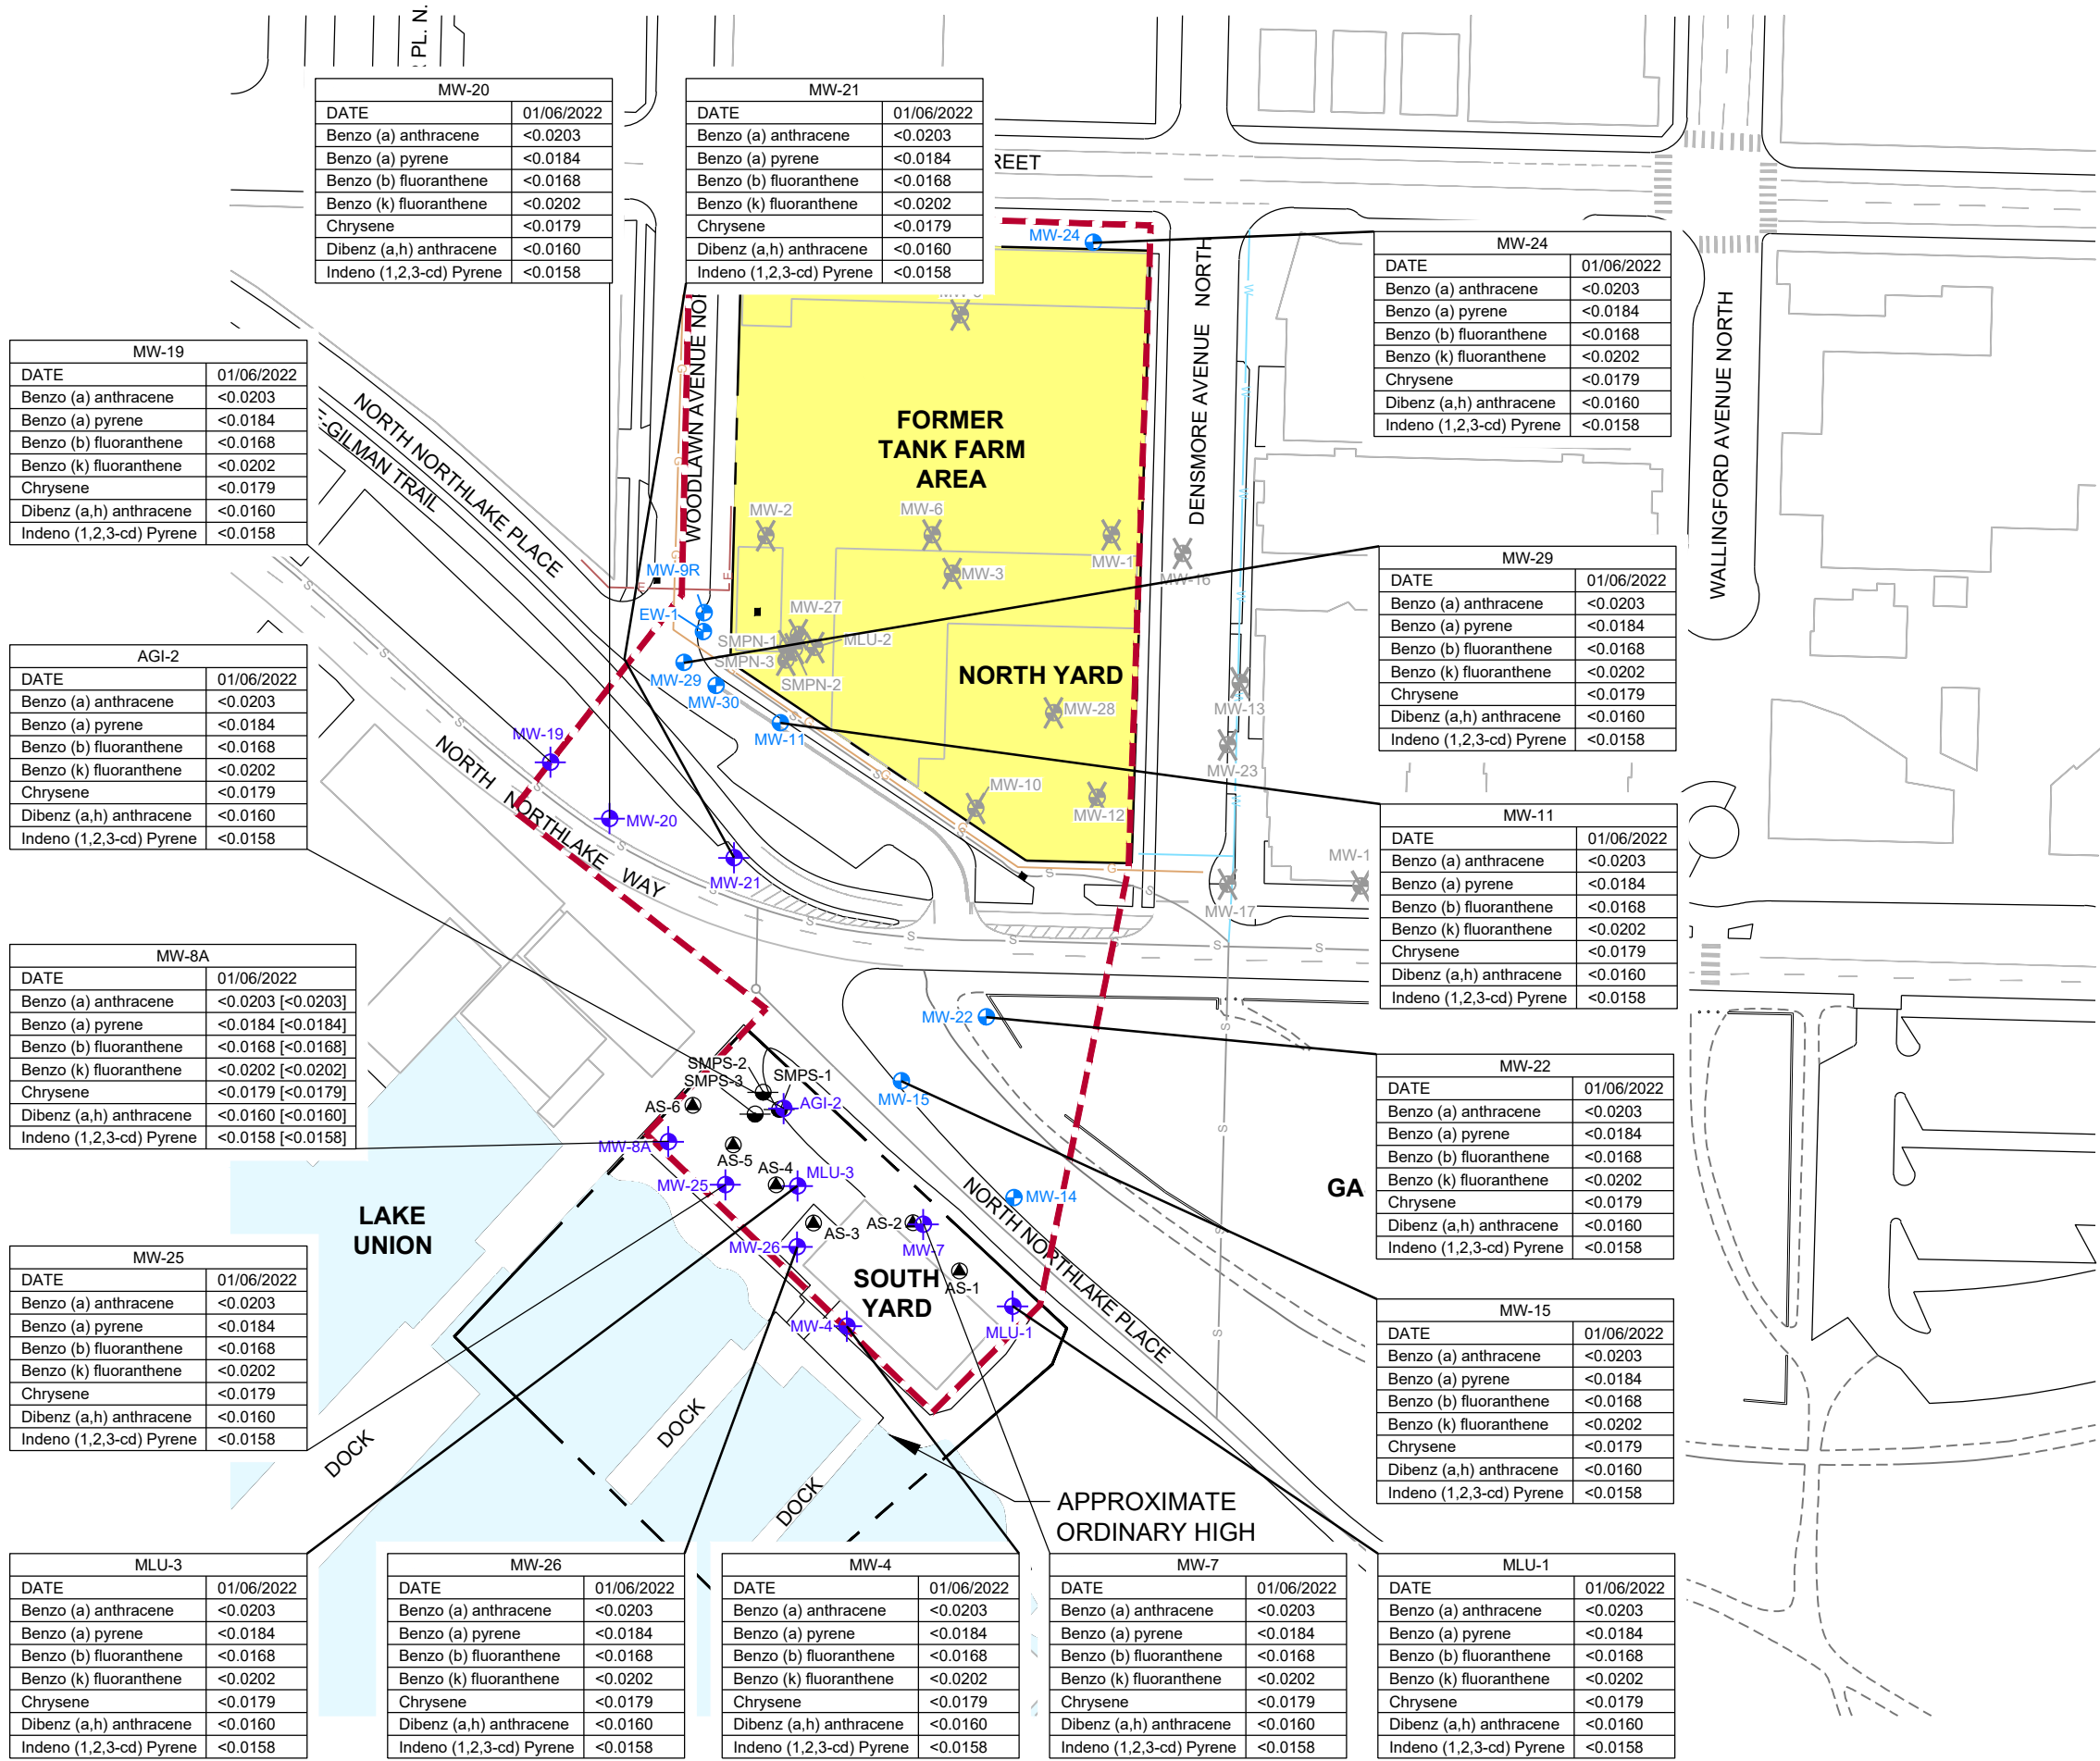 PL. N.
MW-20
DATE 01/06/2022
Benzo (a) anthracene <0.0203
Benzo (a) pyrene <0.0184
Benzo (b) fluoranthene <0.0168
Benzo (k) fluoranthene <0.0202
Chrysene <0.0179
Dibenz (a,h) anthracene <0.0160
Indeno (1,2,3-cd) Pyrene <0.0158
MW-21
DATE 01/06/2022
Benzo (a) anthracene <0.0203
Benzo (a) pyrene <0.0184
Benzo (b) fluoranthene <0.0168
Benzo (k) fluoranthene <0.0202
Chrysene <0.0179
Dibenz (a,h) anthracene <0.0160
Indeno (1,2,3-cd) Pyrene <0.0158
REET
MW-24
MW-24
DATE 01/06/2022
Benzo (a) anthracene <0.0203
Benzo (a) pyrene <0.0184
Benzo (b) fluoranthene <0.0168
Benzo (k) fluoranthene <0.0202
Chrysene <0.0179
Dibenz (a,h) anthracene <0.0160
Indeno (1,2,3-cd) Pyrene <0.0158
MW-19
DATE 01/06/2022
Benzo (a) anthracene <0.0203
Benzo (a) pyrene <0.0184
Benzo (b) fluoranthene <0.0168
Benzo (k) fluoranthene <0.0202
Chrysene <0.0179
Dibenz (a,h) anthracene <0.0160
Indeno (1,2,3-cd) Pyrene <0.0158
NORTH NORTHLAKE PLACE
E-GILMAN TRAIL
WOODLAWN AVENUE NOR
DENSMORE AVENUE NORTH
WALLINGFORD AVENUE NORTH
FORMER
TANK FARM
AREA
MW-2
MW-6
MW-3
MW-1
MW-16
MW-9R
EW-1
MW-27
SMPN-1
MLU-2
SMPN-3
SMPN-2
MW-29
MW-30
MW-11
NORTH YARD
MW-28
MW-13
MW-23
MW-10
MW-12
MW-17
MW-1
MW-29
DATE 01/06/2022
Benzo (a) anthracene <0.0203
Benzo (a) pyrene <0.0184
Benzo (b) fluoranthene <0.0168
Benzo (k) fluoranthene <0.0202
Chrysene <0.0179
Dibenz (a,h) anthracene <0.0160
Indeno (1,2,3-cd) Pyrene <0.0158
AGI-2
DATE 01/06/2022
Benzo (a) anthracene <0.0203
Benzo (a) pyrene <0.0184
Benzo (b) fluoranthene <0.0168
Benzo (k) fluoranthene <0.0202
Chrysene <0.0179
Dibenz (a,h) anthracene <0.0160
Indeno (1,2,3-cd) Pyrene <0.0158
MW-19
MW-20
MW-21
NORTH NORTHLAKE WAY
MW-11
DATE 01/06/2022
Benzo (a) anthracene <0.0203
Benzo (a) pyrene <0.0184
Benzo (b) fluoranthene <0.0168
Benzo (k) fluoranthene <0.0202
Chrysene <0.0179
Dibenz (a,h) anthracene <0.0160
Indeno (1,2,3-cd) Pyrene <0.0158
MW-8A
DATE 01/06/2022
Benzo (a) anthracene <0.0203 [<0.0203]
Benzo (a) pyrene <0.0184 [<0.0184]
Benzo (b) fluoranthene <0.0168 [<0.0168]
Benzo (k) fluoranthene <0.0202 [<0.0202]
Chrysene <0.0179 [<0.0179]
Dibenz (a,h) anthracene <0.0160 [<0.0160]
Indeno (1,2,3-cd) Pyrene <0.0158 [<0.0158]
MW-22
MW-15
MW-14
GA
SMPS-2
SMPS-3
SMPS-1
AS-6
AGI-2
MW-8A
AS-5
AS-4
MLU-3
MW-25
AS-3
AS-2
MW-7
MW-26
AS-1
MW-4
MLU-1
SOUTH
YARD
NORTH NORTHLAKE PLACE
LAKE
UNION
DOCK
DOCK
DOCK
APPROXIMATE
ORDINARY HIGH
MW-22
DATE 01/06/2022
Benzo (a) anthracene <0.0203
Benzo (a) pyrene <0.0184
Benzo (b) fluoranthene <0.0168
Benzo (k) fluoranthene <0.0202
Chrysene <0.0179
Dibenz (a,h) anthracene <0.0160
Indeno (1,2,3-cd) Pyrene <0.0158
MW-25
DATE 01/06/2022
Benzo (a) anthracene <0.0203
Benzo (a) pyrene <0.0184
Benzo (b) fluoranthene <0.0168
Benzo (k) fluoranthene <0.0202
Chrysene <0.0179
Dibenz (a,h) anthracene <0.0160
Indeno (1,2,3-cd) Pyrene <0.0158
MW-15
DATE 01/06/2022
Benzo (a) anthracene <0.0203
Benzo (a) pyrene <0.0184
Benzo (b) fluoranthene <0.0168
Benzo (k) fluoranthene <0.0202
Chrysene <0.0179
Dibenz (a,h) anthracene <0.0160
Indeno (1,2,3-cd) Pyrene <0.0158
MLU-3
DATE 01/06/2022
Benzo (a) anthracene <0.0203
Benzo (a) pyrene <0.0184
Benzo (b) fluoranthene <0.0168
Benzo (k) fluoranthene <0.0202
Chrysene <0.0179
Dibenz (a,h) anthracene <0.0160
Indeno (1,2,3-cd) Pyrene <0.0158
MW-26
DATE 01/06/2022
Benzo (a) anthracene <0.0203
Benzo (a) pyrene <0.0184
Benzo (b) fluoranthene <0.0168
Benzo (k) fluoranthene <0.0202
Chrysene <0.0179
Dibenz (a,h) anthracene <0.0160
Indeno (1,2,3-cd) Pyrene <0.0158
MW-4
DATE 01/06/2022
Benzo (a) anthracene <0.0203
Benzo (a) pyrene <0.0184
Benzo (b) fluoranthene <0.0168
Benzo (k) fluoranthene <0.0202
Chrysene <0.0179
Dibenz (a,h) anthracene <0.0160
Indeno (1,2,3-cd) Pyrene <0.0158
MW-7
DATE 01/06/2022
Benzo (a) anthracene <0.0203
Benzo (a) pyrene <0.0184
Benzo (b) fluoranthene <0.0168
Benzo (k) fluoranthene <0.0202
Chrysene <0.0179
Dibenz (a,h) anthracene <0.0160
Indeno (1,2,3-cd) Pyrene <0.0158
MLU-1
DATE 01/06/2022
Benzo (a) anthracene <0.0203
Benzo (a) pyrene <0.0184
Benzo (b) fluoranthene <0.0168
Benzo (k) fluoranthene <0.0202
Chrysene <0.0179
Dibenz (a,h) anthracene <0.0160
Indeno (1,2,3-cd) Pyrene <0.0158